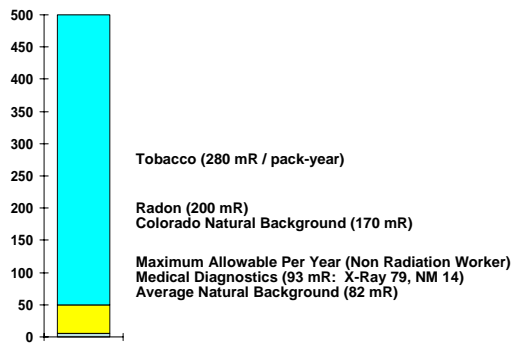 500
450
400
350
300
250
200
150
100
50
0
Tobacco (280 mR / pack-year)
Radon (200 mR)
Colorado Natural Background (170 mR)
Maximum Allowable Per Year (Non Radiation Worker)
Medical Diagnostics (93 mR: X-Ray 79, NM 14)
Average Natural Background (82 mR)